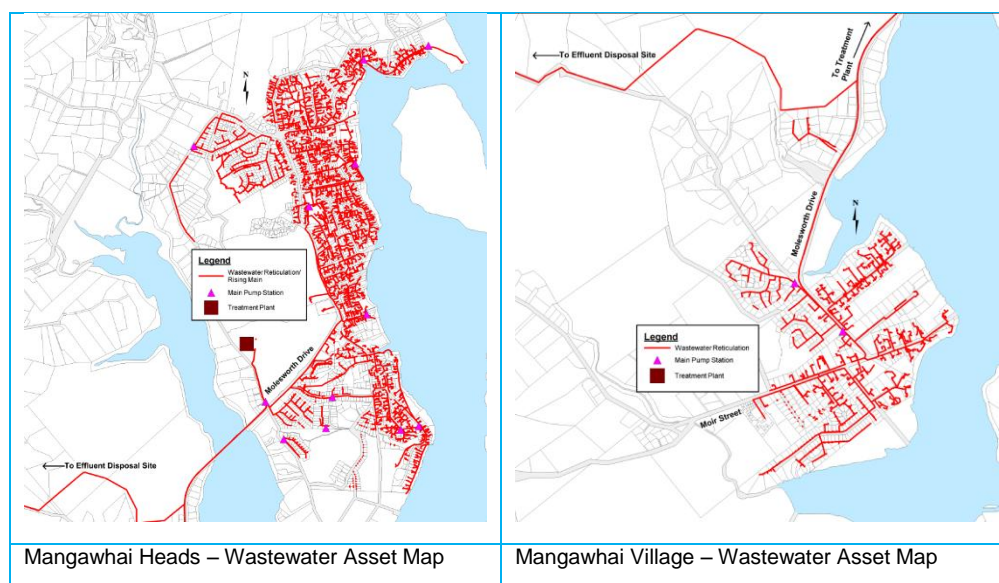 N
Legend
Wastewater Reticulation/
Rising Main
Main Pump Station
Treatment Plant
Molesworth Drive
To Effluent Disposal Site
Mangawhai Heads – Wastewater Asset Map
To Effluent Disposal Site
To Treatment
Plant
N
Molesworth Drive
Legend
Wastewater Reticulation
Main Pump Station
Treatment Plant
Moir Street
Mangawhai Village – Wastewater Asset Map